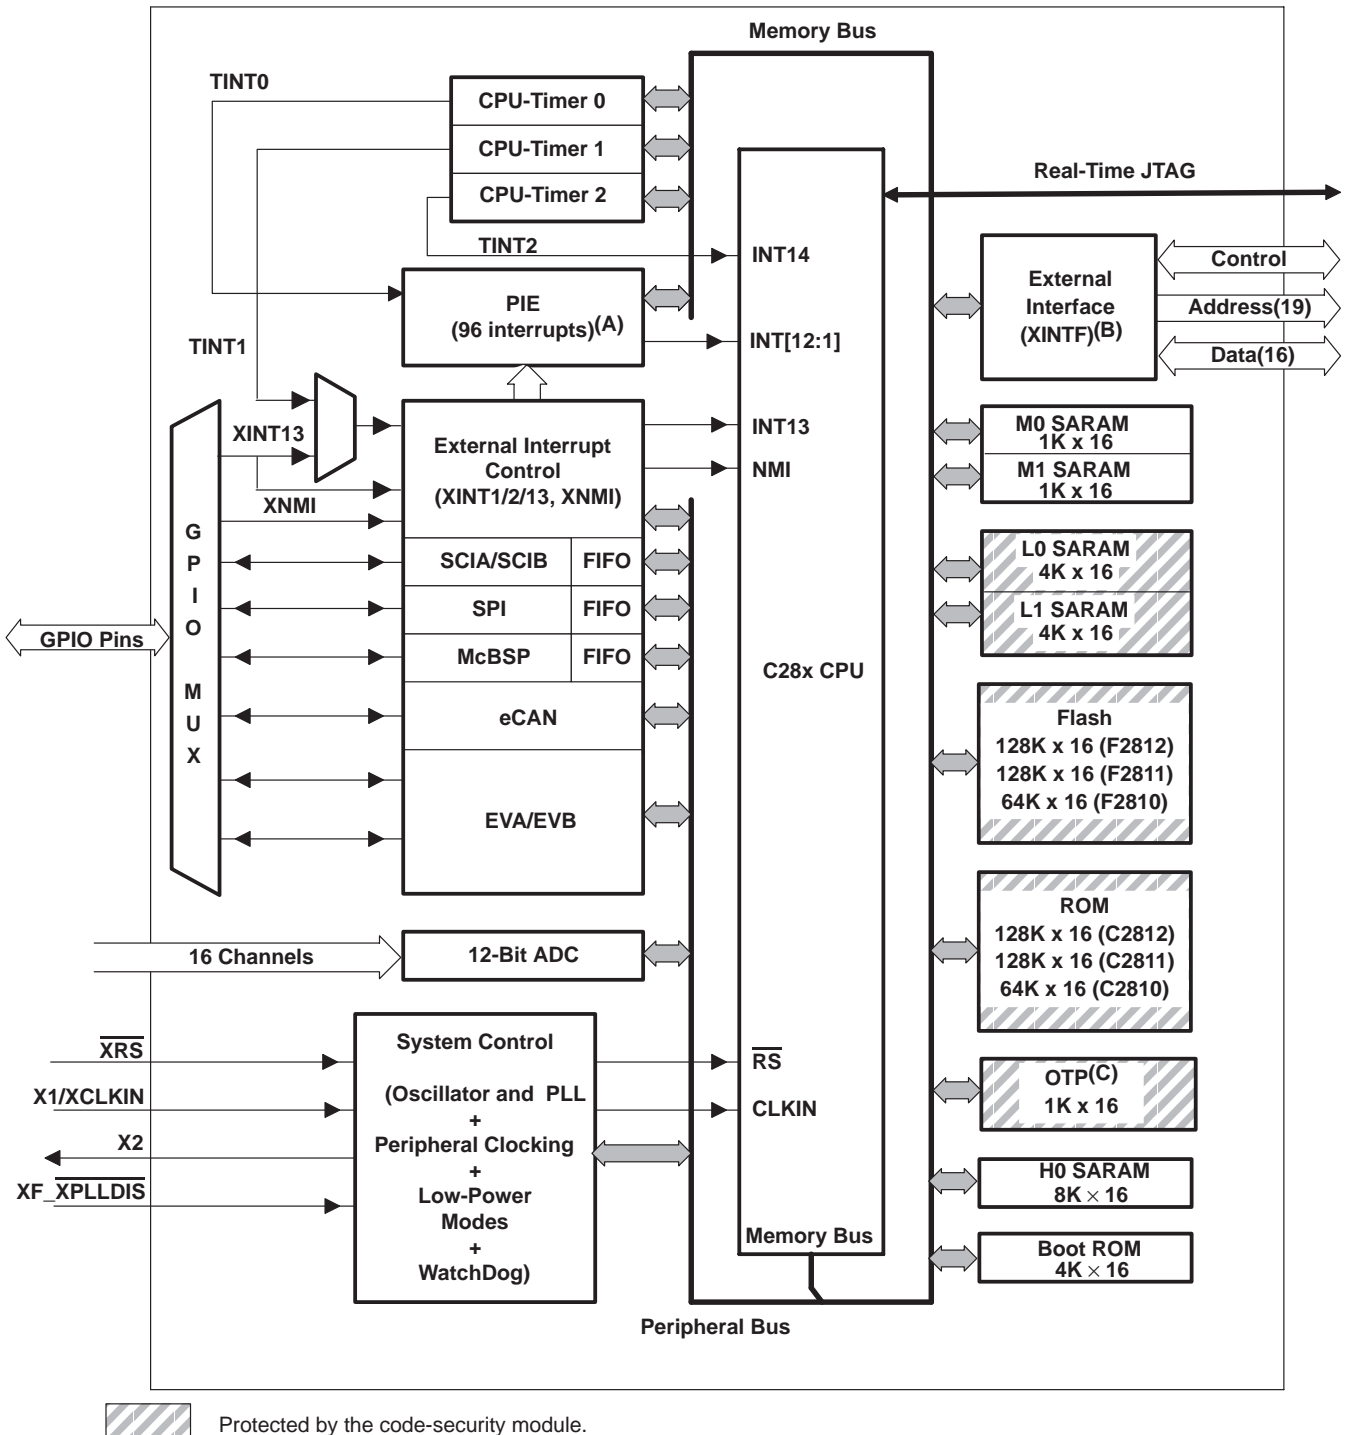 Memory Bus
TINT0
CPU-Timer 0
CPU-Timer 1
CPU-Timer 2
Real-Time JTAG
TINT2
INT14
PIE
(96 interrupts)(A)
INT[12:1]
External
Interface
(XINTF)(B)
Control
Address(19)
Data(16)
TINT1
XINT13
XNMI
External Interrupt
Control
(XINT1/2/13, XNMI)
INT13
NMI
M0 SARAM
1K x 16
M1 SARAM
1K x 16
L0 SARAM
4K x 16
L1 SARAM
4K x 16
GPIO Pins
G
P
I
O
M
U
X
SCIA/SCIB
FIFO
SPI
FIFO
McBSP
FIFO
eCAN
EVA/EVB
C28x CPU
Flash
128K x 16 (F2812)
128K x 16 (F2811)
64K x 16 (F2810)
ROM
128K x 16 (C2812)
128K x 16 (C2811)
64K x 16 (C2810)
16 Channels
12-Bit ADC
XRS
X1/XCLKIN
X2
XF_XPLLDIS
System Control
(Oscillator and PLL
+
Peripheral Clocking
+
Low-Power
Modes
+
WatchDog)
RS
CLKIN
Memory Bus
OTP(C)
1K x 16
H0 SARAM
8K × 16
Boot ROM
4K × 16
Peripheral Bus
Protected by the code-security module.